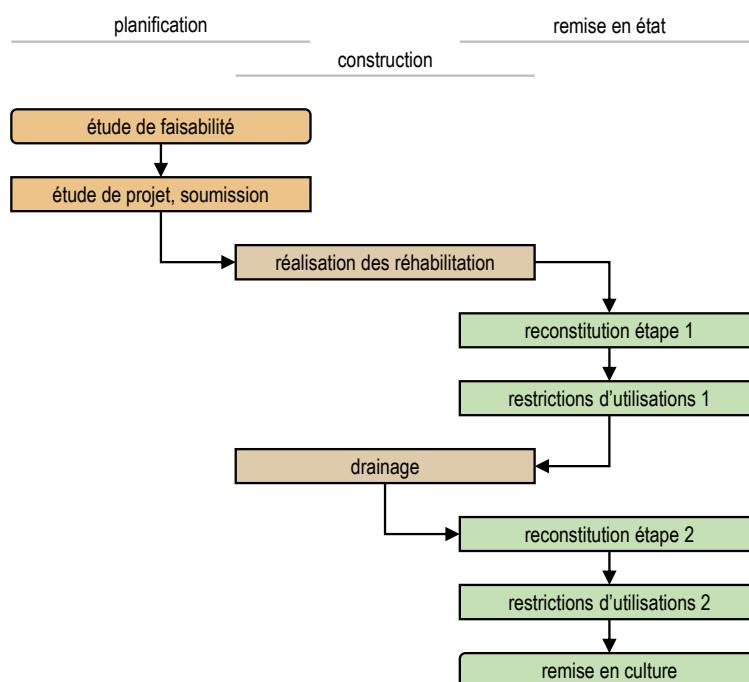 planification
remise en état
construction
étude de faisabilité
étude de projet, soumission
réalisation des réhabilitation
reconstitution étape 1
restrictions d’utilisations 1
drainage
reconstitution étape 2
restrictions d’utilisations 2
remise en culture